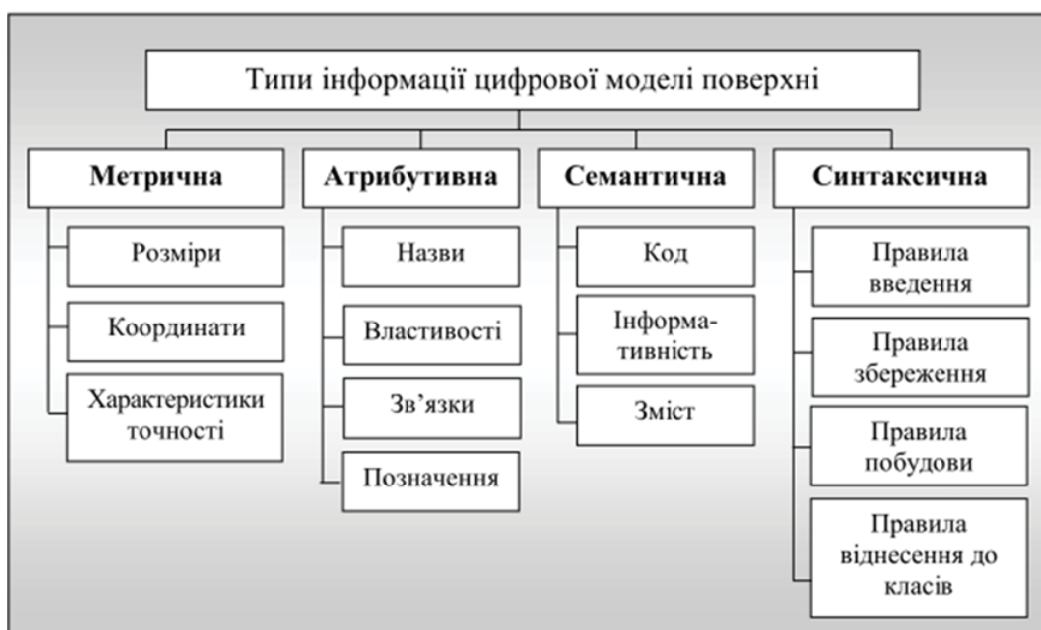 Типи інформації цифрової моделі поверхні
Метрична
Розміри
Координати
Характеристики
точності
Атрибутивна
Назви
Властивості
Зв’язки
Позначення
Семантична
Код
Інформа-
тивність
Зміст
Синтаксична
Правила
введення
Правила
збереження
Правила
побудови
Правила
віднесення до
класів